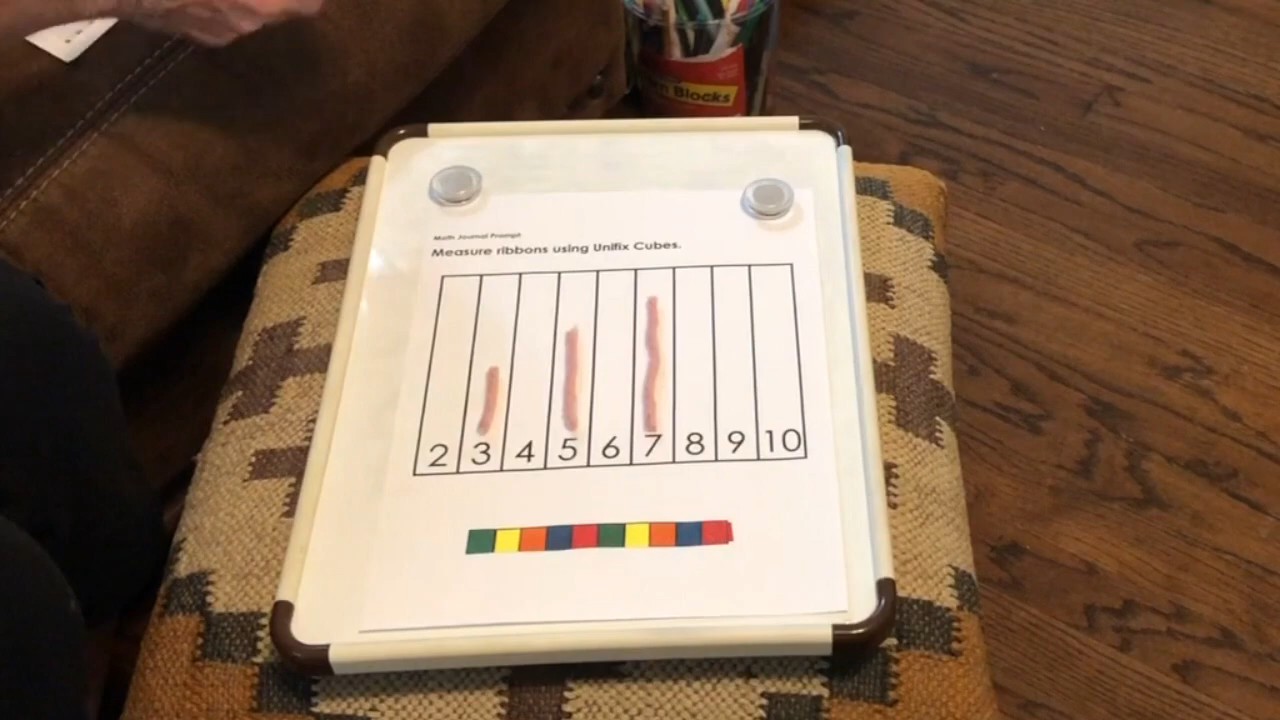 Blocks
Math Journal Prompt
Measure ribbons using Unifix Cubes.
2 3 4 5 6 7 8 9 10